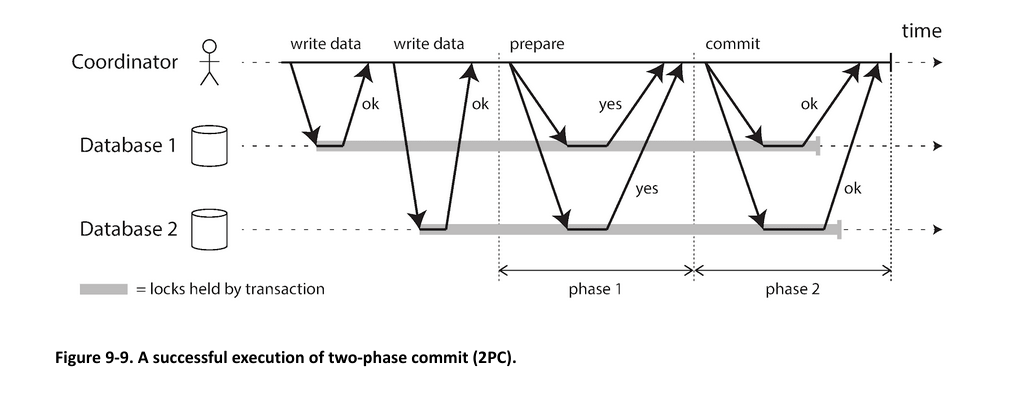 time
write data
write data
prepare
commit
Coordinator
ok
ok
yes
ok
Database 1
yes
ok
Database 2
phase 1
phase 2
= locks held by transaction
Figure 9-9. A successful execution of two-phase commit (2PC).